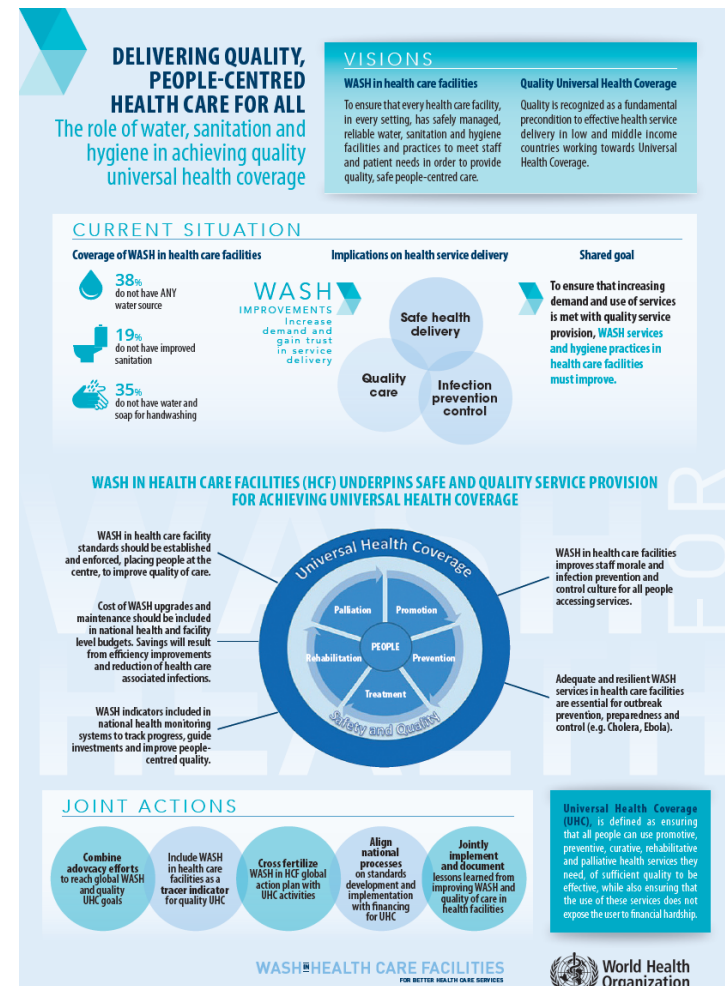 DELIVERING QUALITY,
PEOPLE-CENTRED
HEALTH CARE FOR ALL
The role of water, sanitation and
hygiene in achieving quality
universal health coverage
VISIONS
WASH in health care facilities
To ensure that every health care facility,
in every setting, has safely managed,
reliable water, sanitation and hygiene
facilities and practices to meet staff
and patient needs in order to provide
quality, safe people-centred care.
Quality Universal Health Coverage
Quality is recognized as a fundamental
precondition to effective health service
delivery in low and middle income
countries working towards Universal
Health Coverage.
CURRENT SITUATION
Coverage of WASH in health care facilities
38%
do not have ANY
water source
19%
do not have improved
sanitation
35%
do not have water and
soap for handwashing
Implications on health service delivery
WASH
IMPROVEMENTS
Increase
demand and
gain trust
in service
delivery
Safe health
delivery
Quality
care
Infection
prevention
control
Shared goal
To ensure that increasing
demand and use of services
is met with quality service
provision, WASH services
and hygiene practices in
health care facilities
must improve.
WASH IN HEALTH CARE FACILITIES (HCF) UNDERPINS SAFE AND QUALITY SERVICE PROVISION
FOR ACHIEVING UNIVERSAL HEALTH COVERAGE
WASH FOR
HEALTH
WASH in health care facility
standards should be established
and enforced, placing people at the
centre, to improve quality of care.
Cost of WASH upgrades and
maintenance should be included
in national health and facility
level budgets. Savings will result
from efficiency improvements
and reduction of health care
associated infections.
WASH indicators included in
national health monitoring
systems to track progress, guide
investments and improve people-
centred quality.
Universal Health Coverage
Palliation
Promotion
PEOPLE
Rehabilitation
Prevention
Treatment
Safety and Quality
WASH in health care facilities
improves staff morale and
infection prevention and
control culture for all people
accessing services.
Adequate and resilient WASH
services in health care facilities
are essential for outbreak
prevention, preparedness and
control (e.g. Cholera, Ebola).
JOINT ACTIONS
Combine
adovcacy efforts
to reach global WASH
and quality
UHC goals
Include WASH
in health care
facilities as a
tracer indicator
for quality UHC
Cross fertilize
WASH in HCF global
action plan with
UHC activities
Align
national
processes
on standards
development and
implementation
with financing
for UHC
Jointly
implement
and document
lessons learned from
improving WASH and
quality of care in
health facilities
Universal Health Coverage
(UHC), is defined as ensuring
that all people can use promotive,
preventive, curative, rehabilitative
and palliative health services they
need, of sufficient quality to be
effective, while also ensuring that
the use of these services does not
expose the user to financial hardship.
WASH IN HEALTH CARE FACILITIES
FOR BETTER HEALTH CARE SERVICES
World Health
Organization